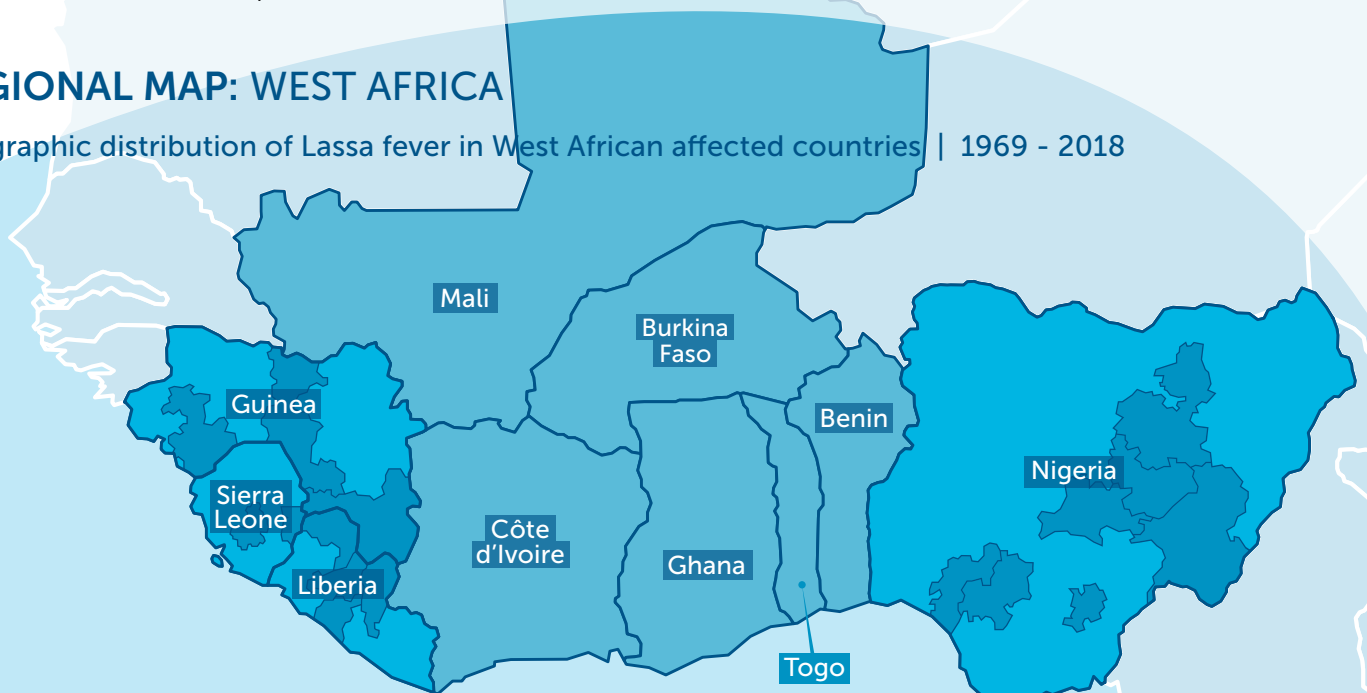 GIONAL MAP: WEST AFRICA
graphic distribution of Lassa fever in West African affected countries | 1969 - 2018
Mali
Burkina
Faso
Guinea
Benin
Nigeria
Sierra
Leone
Côte
d'Ivoire
Ghana
Liberia
Togo